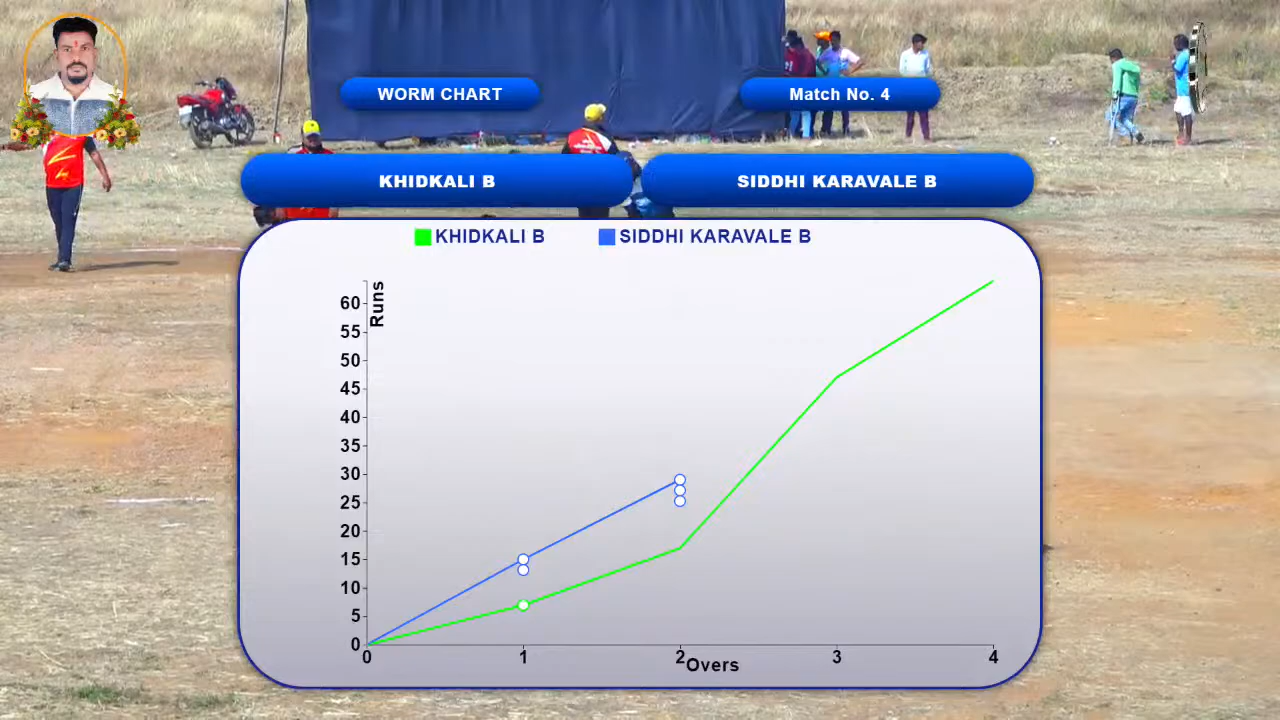 WORM CHART
Match No. 4
KHIDKALI B
SIDDHI KARAVALE B
KHIDKALI B
SIDDHI KARAVALE B
Runs
60
55
50
45
40
35
30
25
20
15
10
5
0
0 1 2 3 4
Overs